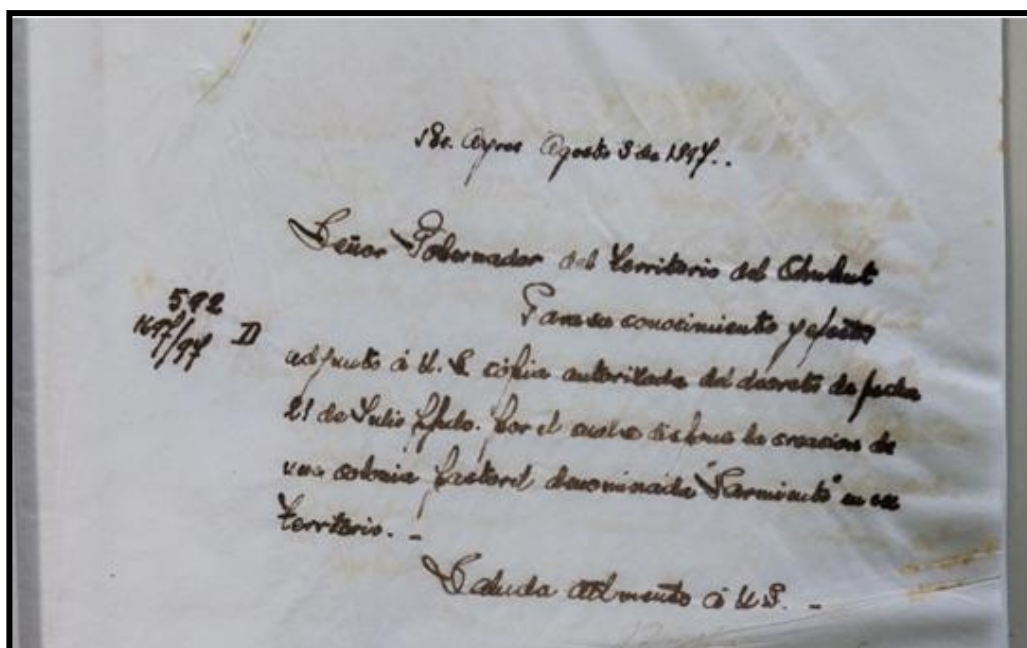 Bs. Ayres Agosto 3 de 1897..
Señor Gobernador del Territorio del Chubut
Para su conocimiento y efectos
592
1697/97 D
adjunto á U.S. cópia autorizada del decreto de fecha
21 de Julio ppdo. por el cual se dispone la creacion de
una colonia pastoril denominada "Sarmiento" en ese
territorio. -
Saluda atte á U.S. -